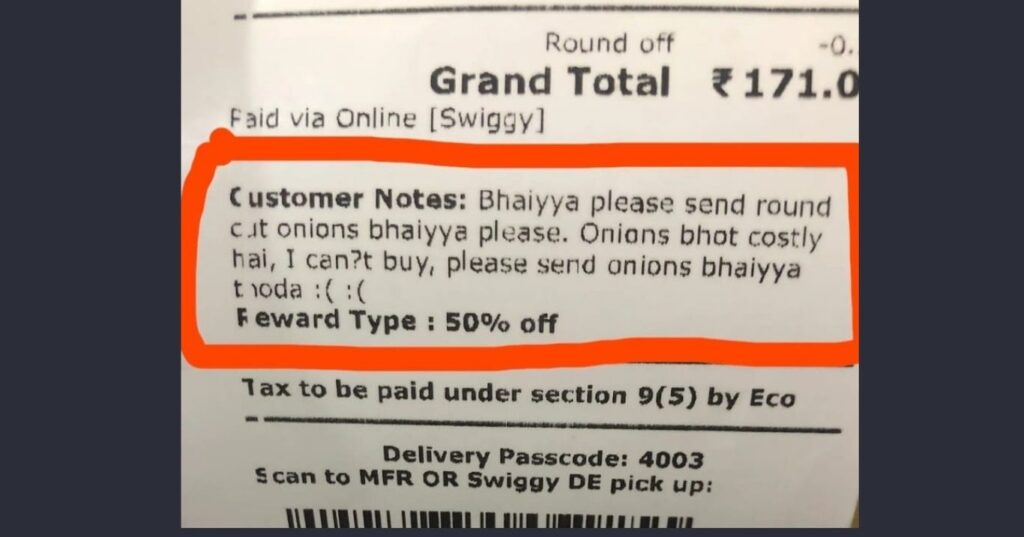 Round off -0.
Grand Total ₹171.0
Paid via Online [Swiggy]
Customer Notes: Bhaiyya please send round
cut onions bhaiyya please. Onions bhot costly
hai, I can?t buy, please send onions bhaiyya
thoda :( :(
Reward Type : 50% off
Tax to be paid under section 9(5) by Eco
Delivery Passcode: 4003
Scan to MFR OR Swiggy DE pick up: